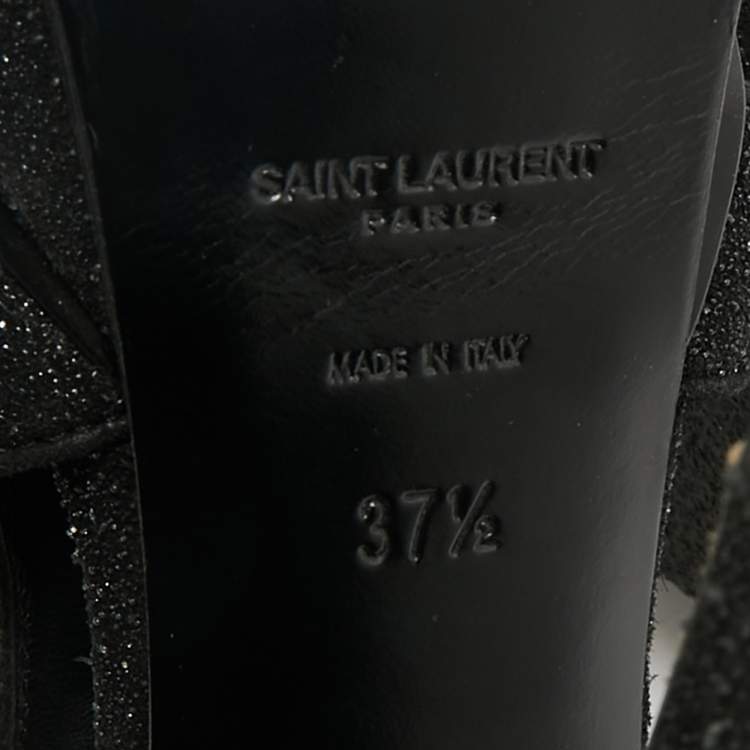 SAINT LAURENT
PARIS
MADE IN ITALY
37½